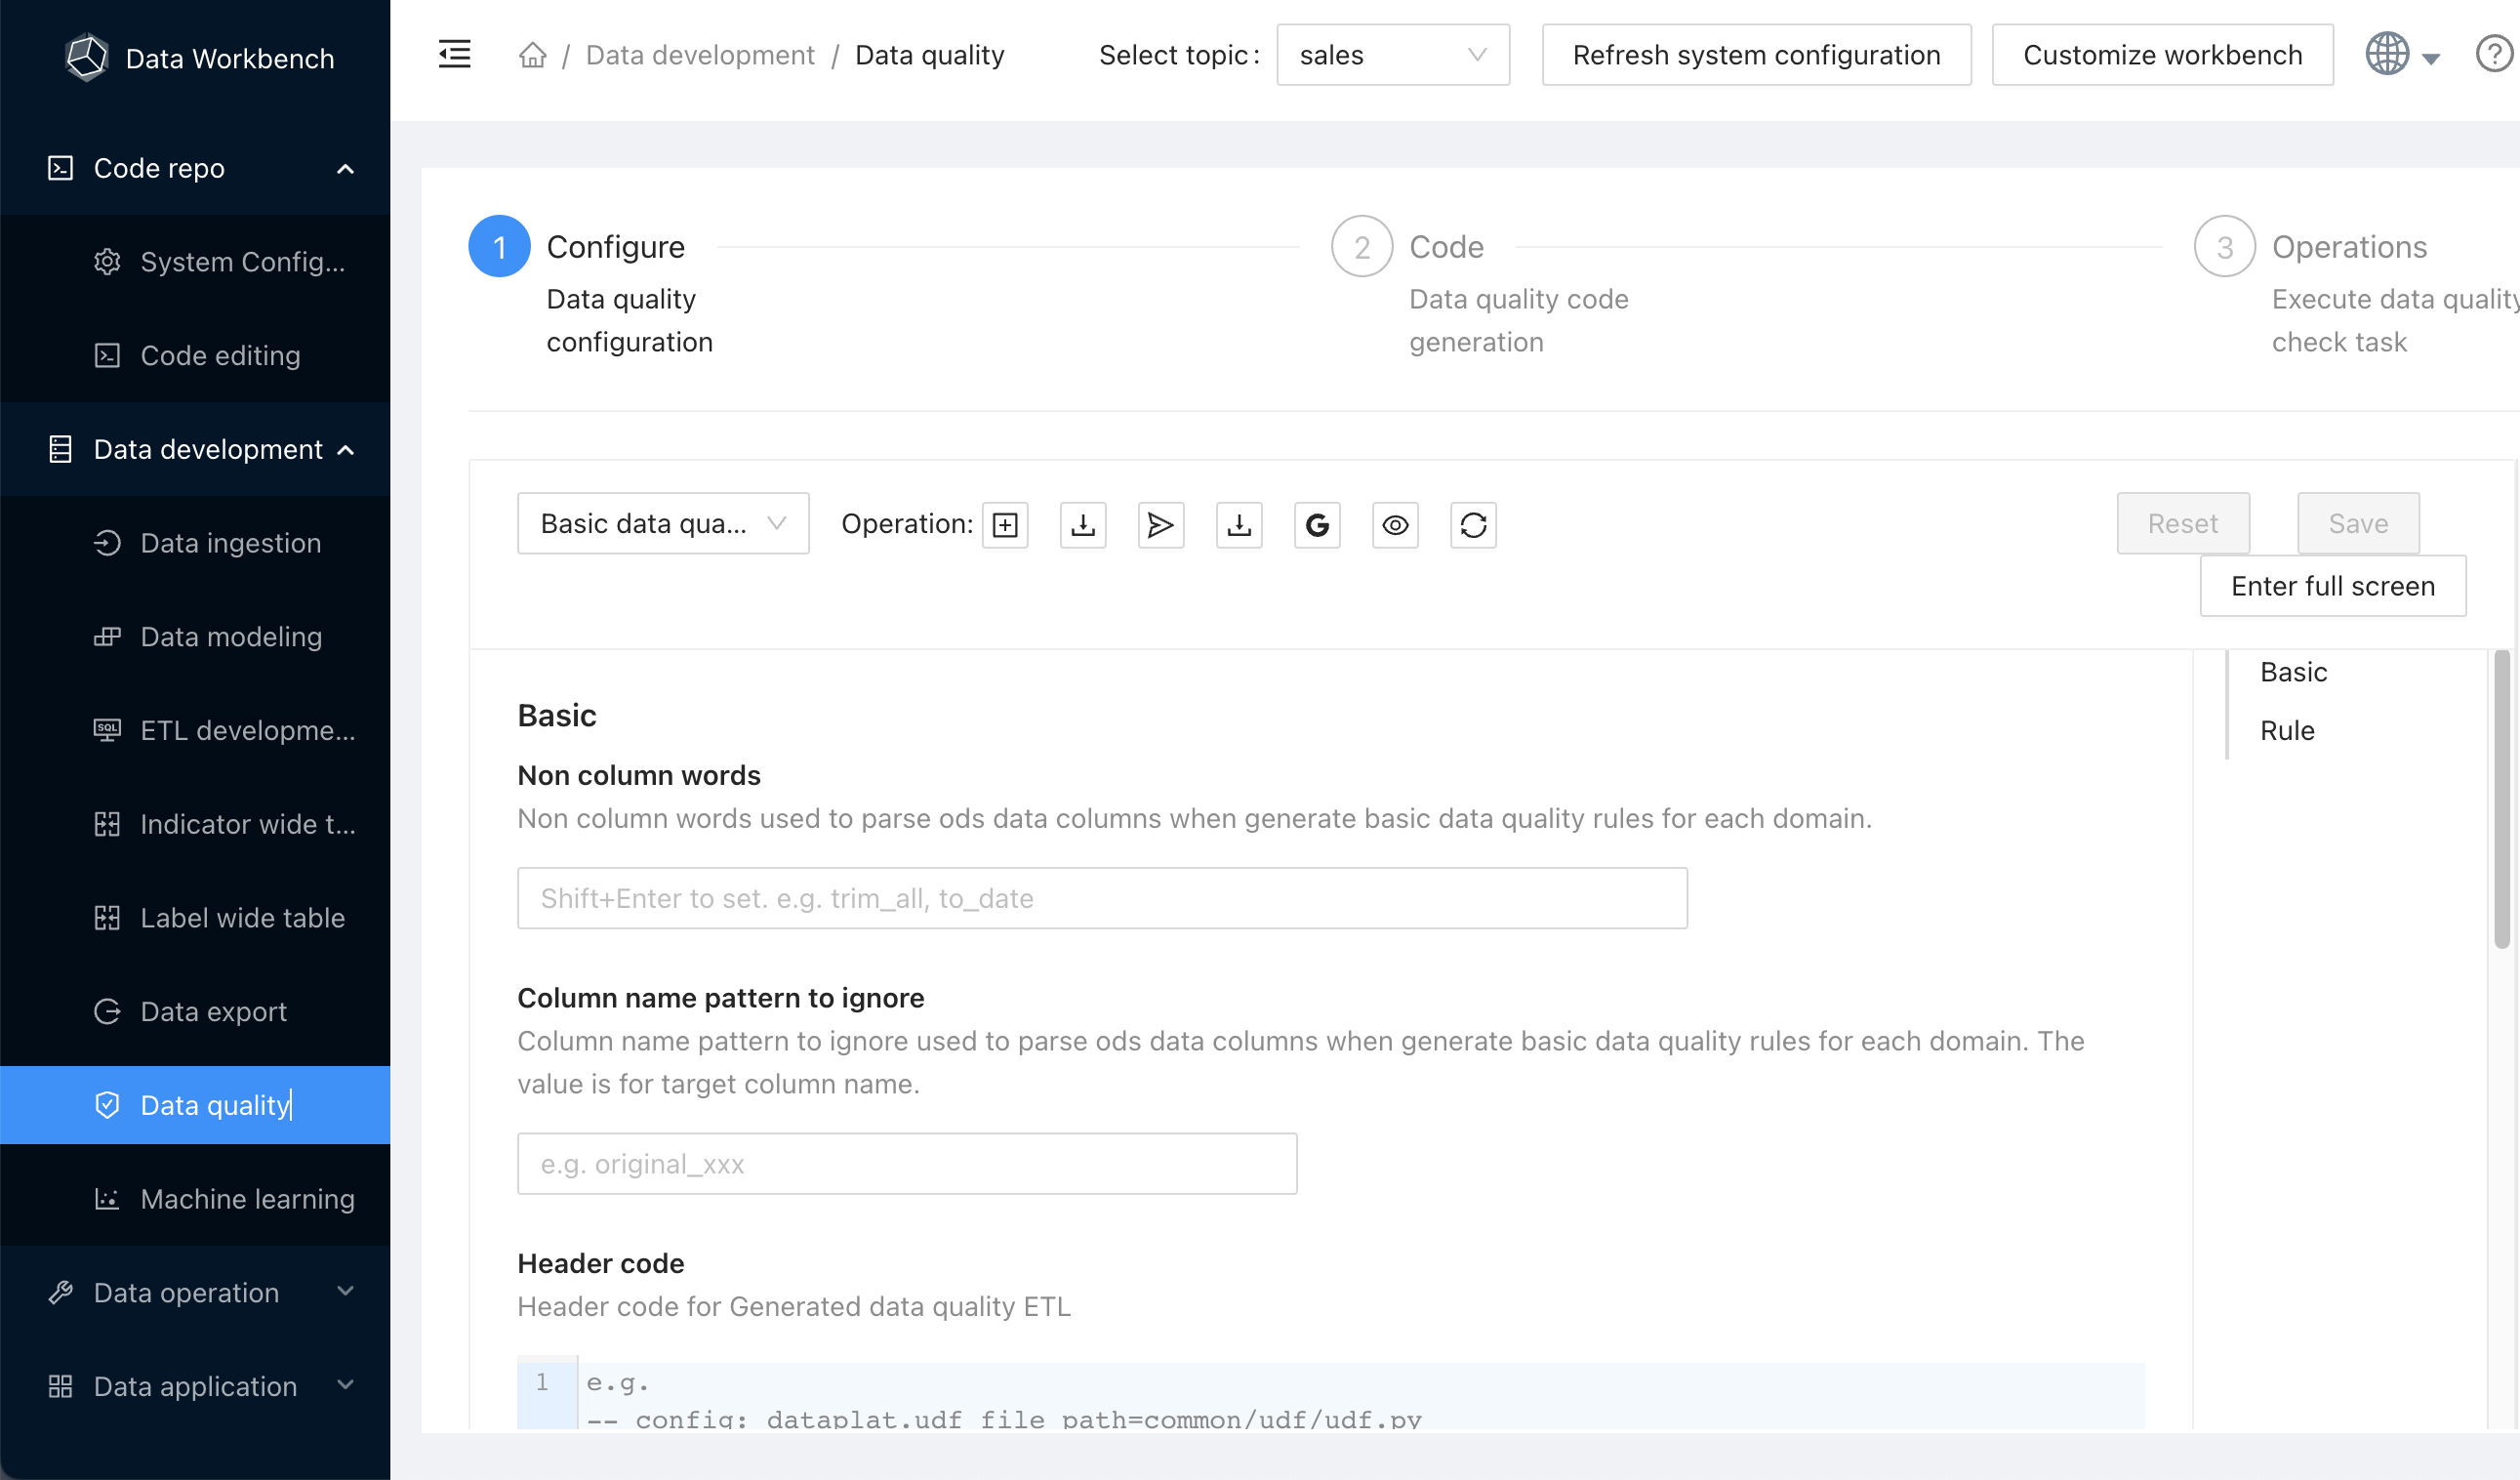 Data Workbench
Code repo
System Config...
Code editing
Data development
Data ingestion
Data modeling
SQL
ETL developme...
Indicator wide t...
Label wide table
Data export
Data quality
Machine learning
Data operation
Data application
/ Data development / Data quality
Select topic:
sales
Refresh system configuration
Customize workbench
?
1
Configure
Data quality
configuration
2
Code
Data quality code
generation
3
Operations
Execute data quality
check task
Basic data qua...
Operation:
G
Reset
Save
Enter full screen
Basic
Rule
Basic
Non column words
Non column words used to parse ods data columns when generate basic data quality rules for each domain.
Shift+Enter to set. e.g. trim_all, to_date
Column name pattern to ignore
Column name pattern to ignore used to parse ods data columns when generate basic data quality rules for each domain. The
value is for target column name.
e.g. original_xxx
Header code
Header code for Generated data quality ETL
1
e.g.
-- config: dataplat.udf_file_path=common/udf/udf.py